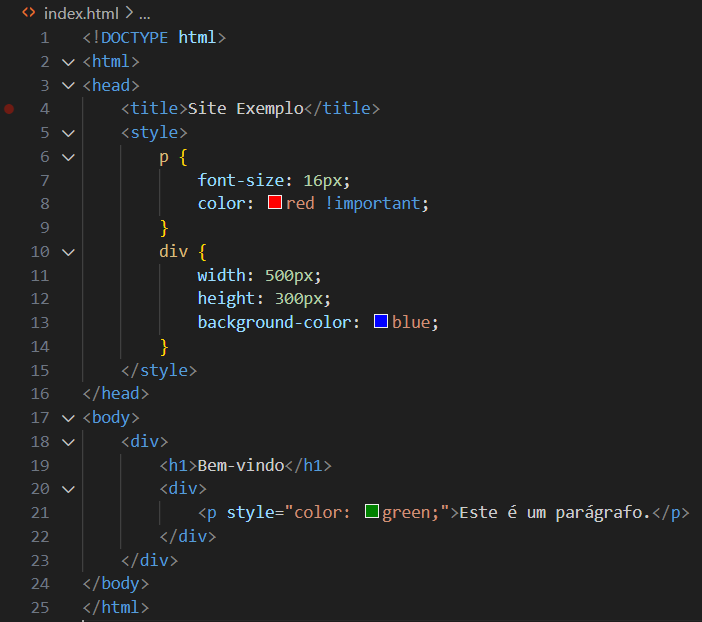 index.html > ...
1 <!DOCTYPE html>
2 <html>
3 <head>
4     <title>Site Exemplo</title>
5     <style>
6         p {
7             font-size: 16px;
8             color: red !important;
9         }
10         div {
11             width: 500px;
12             height: 300px;
13             background-color: blue;
14         }
15     </style>
16 </head>
17 <body>
18     <div>
19         <h1>Bem-vindo</h1>
20         <div>
21             <p style="color: green;">Este é um parágrafo.</p>
22         </div>
23     </div>
24 </body>
25 </html>